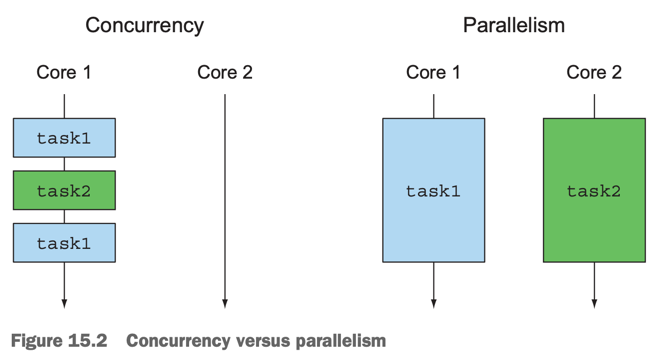 Concurrency
Parallelism
Core 1
Core 2
Core 1
Core 2
task1
task2
task1
task1
task2
Figure 15.2 Concurrency versus parallelism